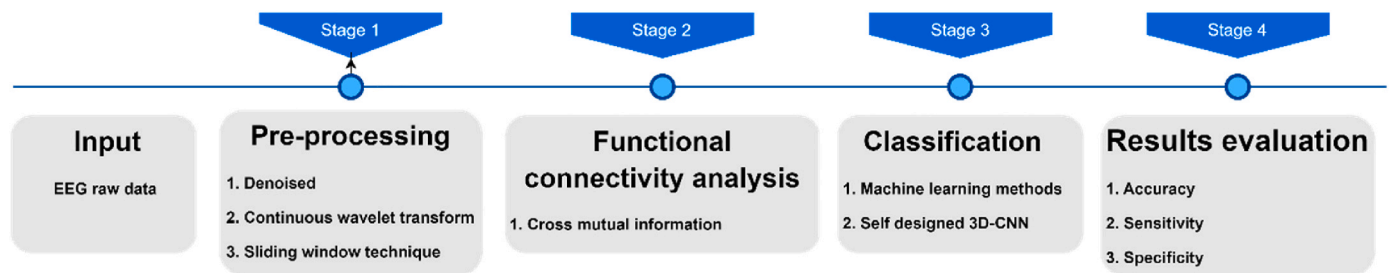 Stage 1
Stage 2
Stage 3
Stage 4
Input
EEG raw data
Pre-processing
1. Denoised
2. Continuous wavelet transform
3. Sliding window technique
Functional
connectivity analysis
1. Cross mutual information
Classification
1. Machine learning methods
2. Self designed 3D-CNN
Results evaluation
1. Accuracy
2. Sensitivity
3. Specificity